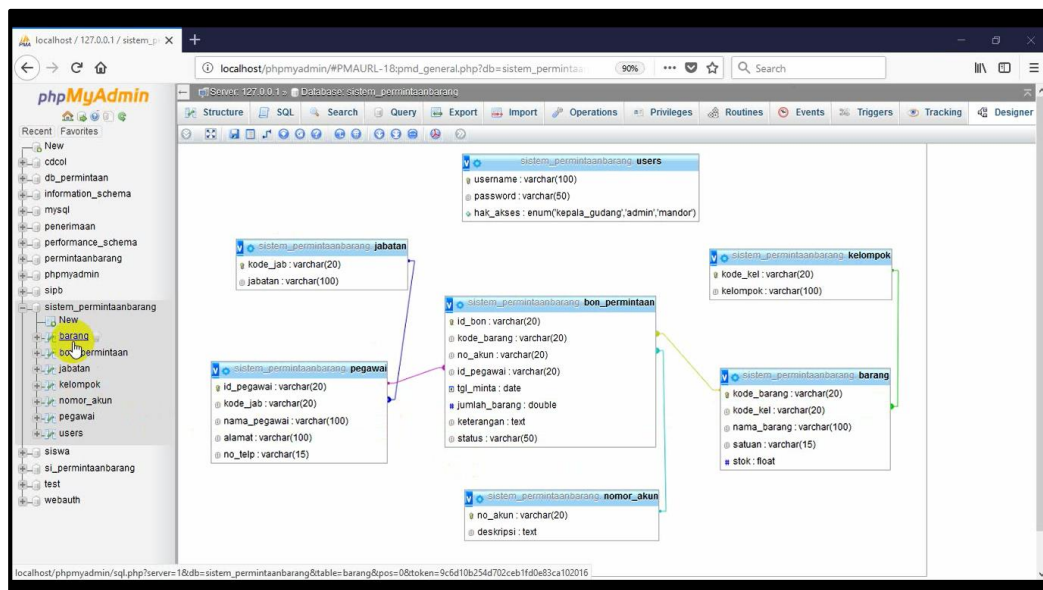 localhost / 127.0.0.1 / sistem_p
localhost/phpmyadmin/#PMAURL-18:pmd_general.php?db=sistem_permintaa
90%
Search
phpMyAdmin
Recent Favorites
New
cdcol
db_permintaan
information_schema
mysql
penerimaan
performance_schema
permintaanbarang
phpmyadmin
sipb
sistem_permintaanbarang
New
barang
permintaan
jabatan
kelompok
nomor_akun
pegawai
users
siswa
si_permintaanbarang
test
webauth
Server: 127.0.0.1 » Database: sistem_permintaanbarang
Structure SQL Search Query Export Import Operations Privileges Routines Events Triggers Tracking Designer
sistem_permintaanbarang users
username : varchar(100)
password : varchar(50)
hak_akses : enum('kepala_gudang','admin','mandor')
sistem_permintaanbarang jabatan
kode_jab : varchar(20)
jabatan : varchar(100)
sistem_permintaanbarang kelompok
kode_kel : varchar(20)
kelompok : varchar(100)
sistem_permintaanbarang bon_permintaan
id_bon : varchar(20)
kode_barang : varchar(20)
no_akun : varchar(20)
id_pegawai : varchar(20)
tgl_minta : date
jumlah_barang : double
keterangan : text
status : varchar(50)
sistem_permintaanbarang pegawai
id_pegawai : varchar(20)
kode_jab : varchar(20)
nama_pegawai : varchar(100)
alamat : varchar(100)
no_telp : varchar(15)
sistem_permintaanbarang barang
kode_barang : varchar(20)
kode_kel : varchar(20)
nama_barang : varchar(100)
satuan : varchar(15)
stok : float
sistem_permintaanbarang nomor_akun
no_akun : varchar(20)
deskripsi : text
localhost/phpmyadmin/sql.php?server=1&db=sistem_permintaanbarang&table=barang&pos=0&token=9c6d10b254d702ceb1fd0e83ca102016